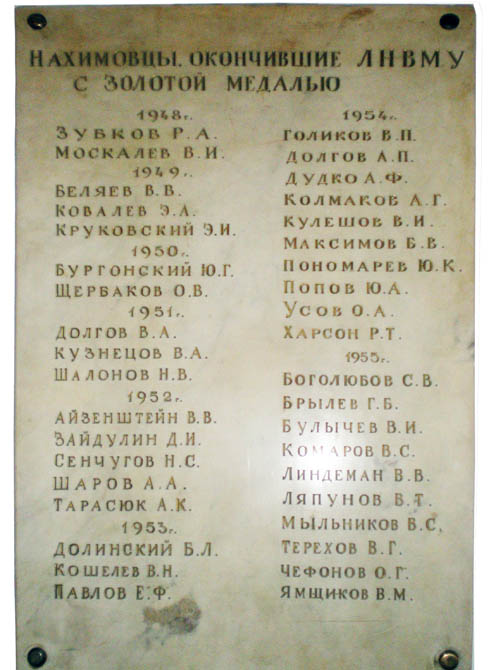 НАХИМОВЦЫ, ОКОНЧИВШИЕ ЛНВМУ
С ЗОЛОТОЙ МЕДАЛЬЮ
1948г.
ЗУБКОВ Р.А.
МОСКАЛЕВ В.И.
1949г.
БЕЛЯЕВ В.В.
КОВАЛЕВ Э.А.
КРУКОВСКИЙ Э.И.
1950г.
БУРГОНСКИЙ Ю.Г.
ЩЕРБАКОВ О.В.
1951г.
ДОЛГОВ В.А.
КУЗНЕЦОВ В.А.
ШАЛОНОВ Н.В.
1952г.
АЙЗЕНШТЕЙН В.В.
ЗАЙДУЛИН Д.И.
СЕНЧУГОВ Н.С.
ШАРОВ А.А.
ТАРАСЮК А.К.
1953г.
ДОЛИНСКИЙ Б.Л.
КОШЕЛЕВ В.Н.
ПАВЛОВ Е.Ф.
1954г.
ГОЛИКОВ В.П.
ДОЛГОВ А.П.
ДУДКО А.Ф.
КОЛМАКОВ А.Г.
КУЛЕШОВ В.И.
МАКСИМОВ Б.В.
ПОНОМАРЕВ Ю.К.
ПОПОВ Ю.А.
УСОВ О.А.
ХАРСОН Р.Т.
1955г.
БОГОЛЮБОВ С.В.
БРЫЛЕВ Г.Б.
БУЛЫЧЕВ В.И.
КОМАРОВ В.С.
ЛИНДЕМАН В.В.
ЛЯПУНОВ В.Т.
МЫЛЬНИКОВ В.С.
ТЕРЕХОВ В.Г.
ЧЕФОНОВ О.Г.
ЯМЩИКОВ В.М.